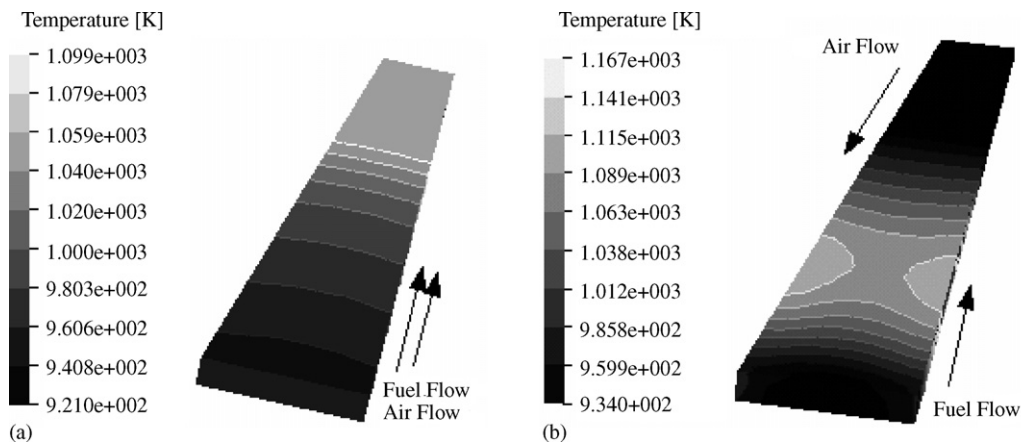 Temperature [K]
1.099e+003
1.079e+003
1.059e+003
1.040e+003
1.020e+003
1.000e+003
9.803e+002
9.606e+002
9.408e+002
9.210e+002
Fuel Flow
Air Flow
(a)
Temperature [K]
1.167e+003
1.141e+003
1.115e+003
1.089e+003
1.063e+003
1.038e+003
1.012e+003
9.858e+002
9.599e+002
9.340+002
Air Flow
Fuel Flow
(b)